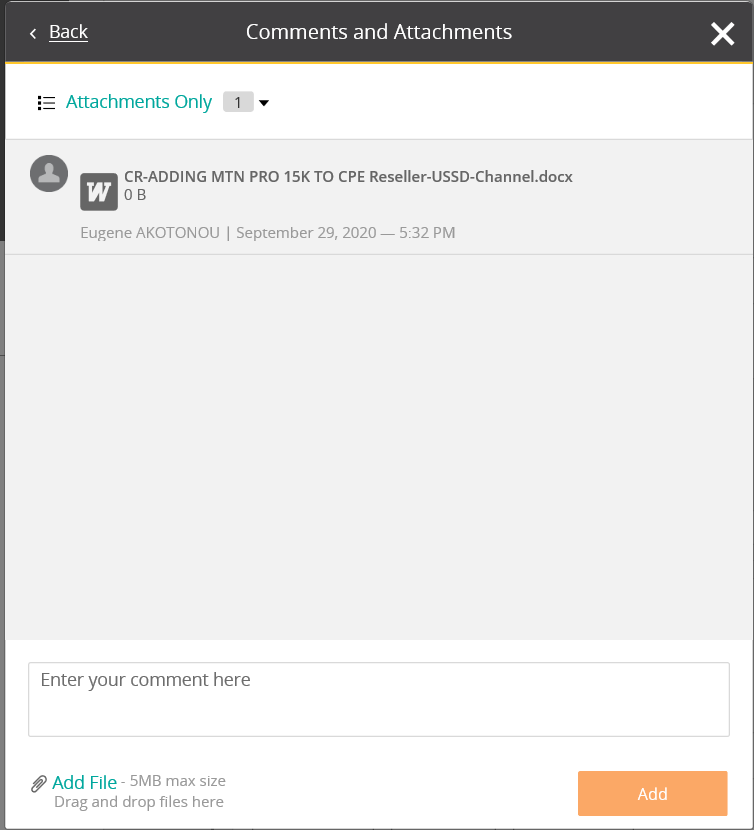 Back
Comments and Attachments
Attachments Only 1
W
CR-ADDING MTN PRO 15K TO CPE Reseller-USSD-Channel.docx
0 B
Eugene AKOTONOU | September 29, 2020 — 5:32 PM
Enter your comment here
Add File - 5MB max size
Drag and drop files here
Add